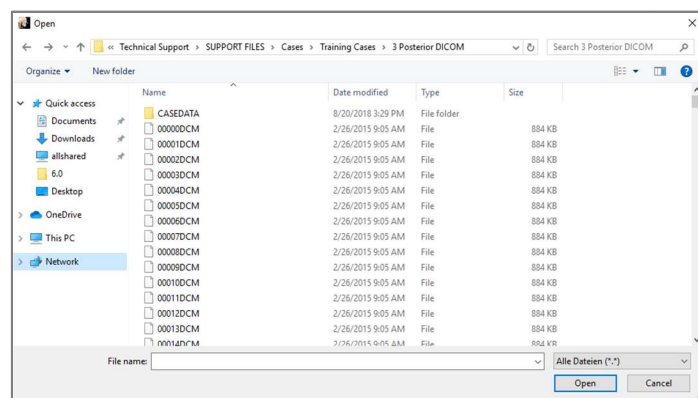 Open
« Technical Support > SUPPORT FILES > Cases > Training Cases > 3 Posterior DICOM
Search 3 Posterior DICOM
Organize New folder
Name Date modified Type Size
Quick access
Documents
Downloads
allshared
6.0
Desktop
OneDrive
This PC
Network
CASEDATA 8/20/2018 3:29 PM File folder
00000DCM 2/26/2015 9:05 AM File 884 KB
00001DCM 2/26/2015 9:05 AM File 884 KB
00002DCM 2/26/2015 9:05 AM File 884 KB
00003DCM 2/26/2015 9:05 AM File 884 KB
00004DCM 2/26/2015 9:05 AM File 884 KB
00005DCM 2/26/2015 9:05 AM File 884 KB
00006DCM 2/26/2015 9:05 AM File 884 KB
00007DCM 2/26/2015 9:05 AM File 884 KB
00008DCM 2/26/2015 9:05 AM File 884 KB
00009DCM 2/26/2015 9:05 AM File 884 KB
00010DCM 2/26/2015 9:05 AM File 884 KB
00011DCM 2/26/2015 9:05 AM File 884 KB
00012DCM 2/26/2015 9:05 AM File 884 KB
00013DCM 2/26/2015 9:05 AM File 884 KB
00014DCM 2/26/2015 9:05 AM File 884 KB
File name: Alle Dateien (*.*)
Open Cancel